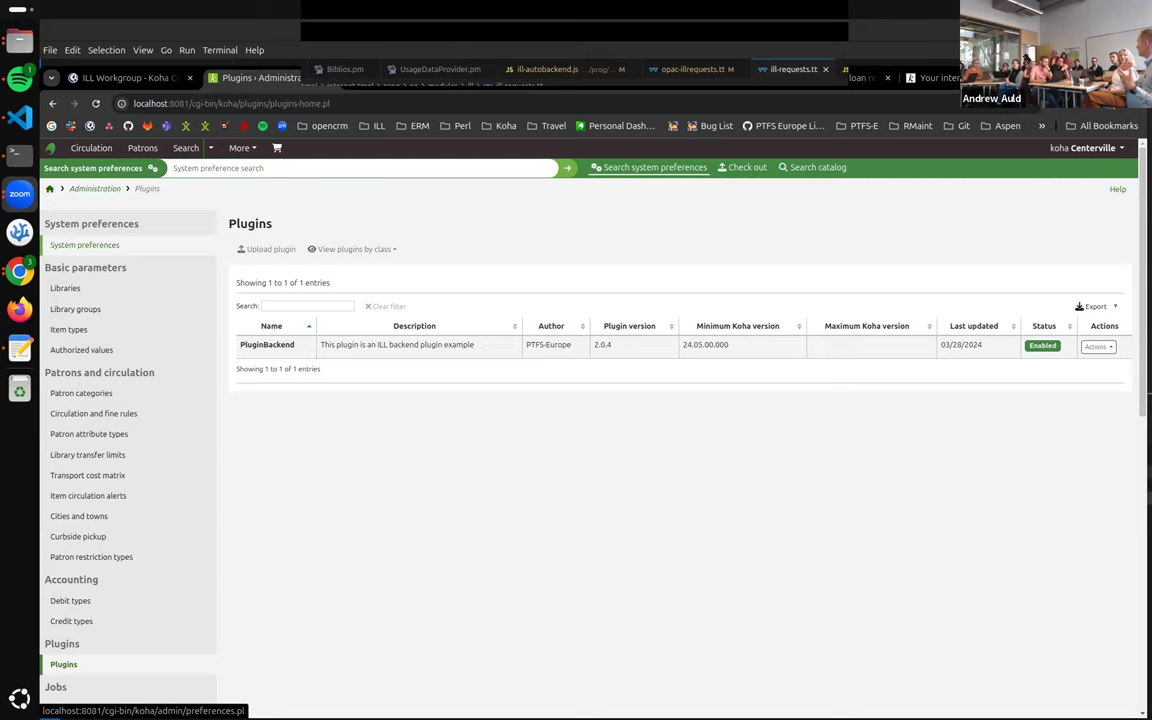 File Edit Selection View Go Run Terminal Help
Andrew_Auld
ILL Workgroup - Koha C
Plugins › Administra
Biblios.pm
UsageDataProvider.pm
ill-autobackend.js .../prog/... M
opac-illrequests.tt M
ill-requests.tt
loan r
Your inter
localhost:8081/cgi-bin/koha/plugins/plugins-home.pl
opencrm ILL ERM Perl Koha Travel Personal Dash... Bug List PTFS Europe Li... PTFS-E RMaint Git Aspen » All Bookmarks
Circulation Patrons Search More koha Centerville
Search system preferences System preference search Search system preferences Check out Search catalog
Administration Plugins Help
System preferences
System preferences
Basic parameters
Libraries
Library groups
Item types
Authorized values
Patrons and circulation
Patron categories
Circulation and fine rules
Patron attribute types
Library transfer limits
Transport cost matrix
Item circulation alerts
Cities and towns
Curbside pickup
Patron restriction types
Accounting
Debit types
Credit types
Plugins
Plugins
Jobs
Plugins
Upload plugin View plugins by class
Showing 1 to 1 of 1 entries
Search: Clear filter Export
Name Description Author Plugin version Minimum Koha version Maximum Koha version Last updated Status Actions
PluginBackend This plugin is an ILL backend plugin example PTFS-Europe 2.0.4 24.05.00.000 03/28/2024 Enabled Actions
Showing 1 to 1 of 1 entries
localhost:8081/cgi-bin/koha/admin/preferences.pl
zoom
1
3